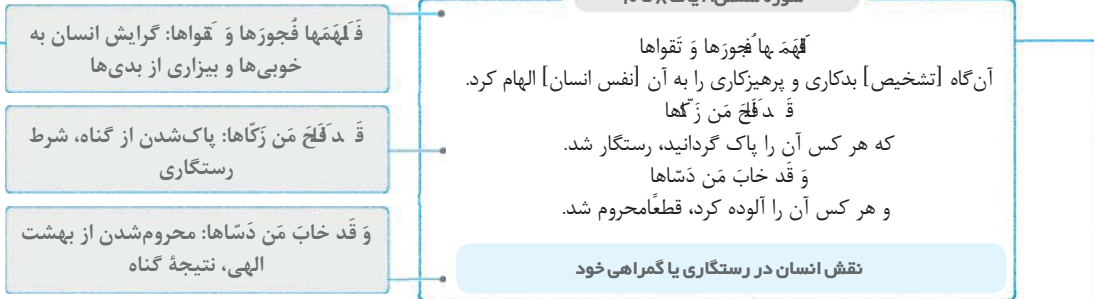 فَأَلهَمَها فُجورَها وَ تَقواها
آن‌گاه [تشخیص] بدکاری و پرهیزکاری را به آن [نفس انسان] الهام کرد.
قَد أَفلَحَ مَن زَکّاها
که هر کس آن را پاک گردانید، رستگار شد.
وَ قَد خابَ مَن دَسّاها
و هر کس آن را آلوده کرد، قطعًامحروم شد.
نقش انسان در رستگاری یا گمراهی خود
فَأَلهَمَها فُجورَها وَ تَقواها: گرایش انسان به
خوبی‌ها و بیزاری از بدی‌ها
قَد أَفلَحَ مَن زَکّاها: پاک‌شدن از گناه، شرط
رستگاری
وَ قَد خابَ مَن دَسّاها: محروم‌شدن از بهشت
الهی، نتیجهٔ گناه